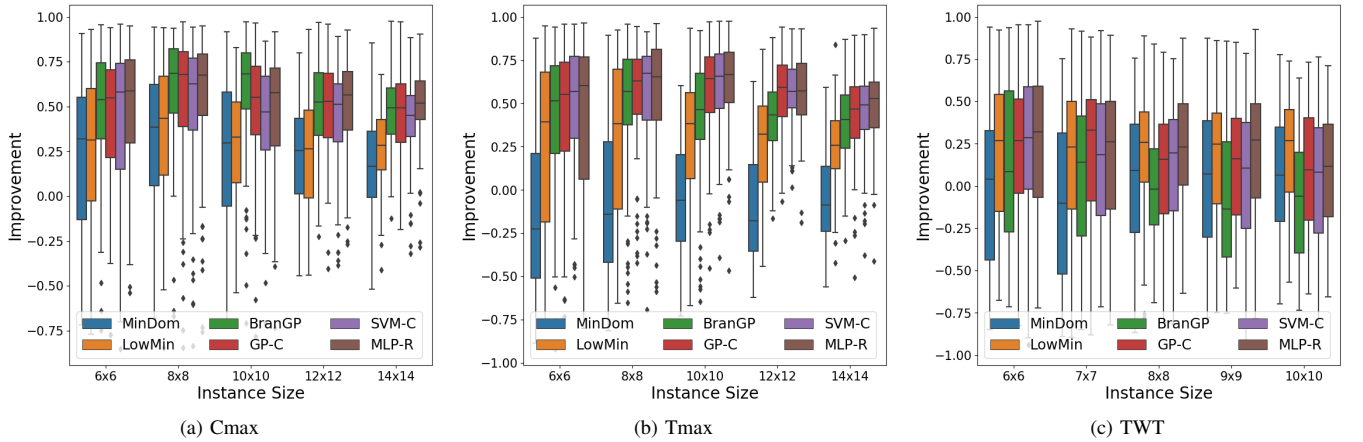 1.00
0.75
0.50
0.25
0.00
−0.25
−0.50
−0.75
Improvement
MinDom
LowMin
BranGP
GP-C
SVM-C
MLP-R
6x6
8x8
10x10
12x12
14x14
Instance Size
(a) Cmax
1.00
0.75
0.50
0.25
0.00
−0.25
−0.50
−0.75
−1.00
Improvement
MinDom
LowMin
BranGP
GP-C
SVM-C
MLP-R
6x6
8x8
10x10
12x12
14x14
Instance Size
(b) Tmax
1.00
0.75
0.50
0.25
0.00
−0.25
−0.50
−0.75
−1.00
Improvement
MinDom
LowMin
BranGP
GP-C
SVM-C
MLP-R
6x6
7x7
8x8
9x9
10x10
Instance Size
(c) TWT